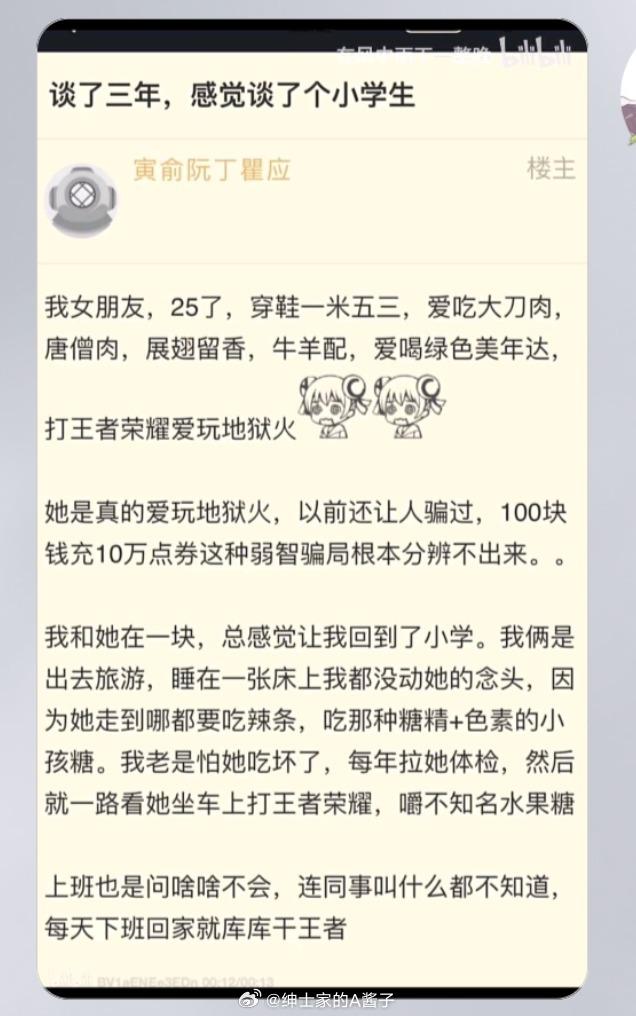 bilibili
谈了三年，感觉谈了个小学生
寅俞阮丁瞿应
楼主
我女朋友，25了，穿鞋一米五三，爱吃大刀肉，
唐僧肉，展翅留香，牛羊配，爱喝绿色美年达，
打王者荣耀爱玩地狱火
她是真的爱玩地狱火，以前还让人骗过，100块
钱充10万点券这种弱智骗局根本分辨不出来。。
我和她在一块，总感觉让我回到了小学。我俩是
出去旅游，睡在一张床上我都没动她的念头，因
为她走到哪都要吃辣条，吃那种糖精+色素的小
孩糖。我老是怕她吃坏了，每年拉她体检，然后
就一路看她坐车上打王者荣耀，嚼不知名水果糖
上班也是问啥啥不会，连同事叫什么都不知道，
每天下班回家就库库干王者
00:12/00:13
@绅士家的A酱子